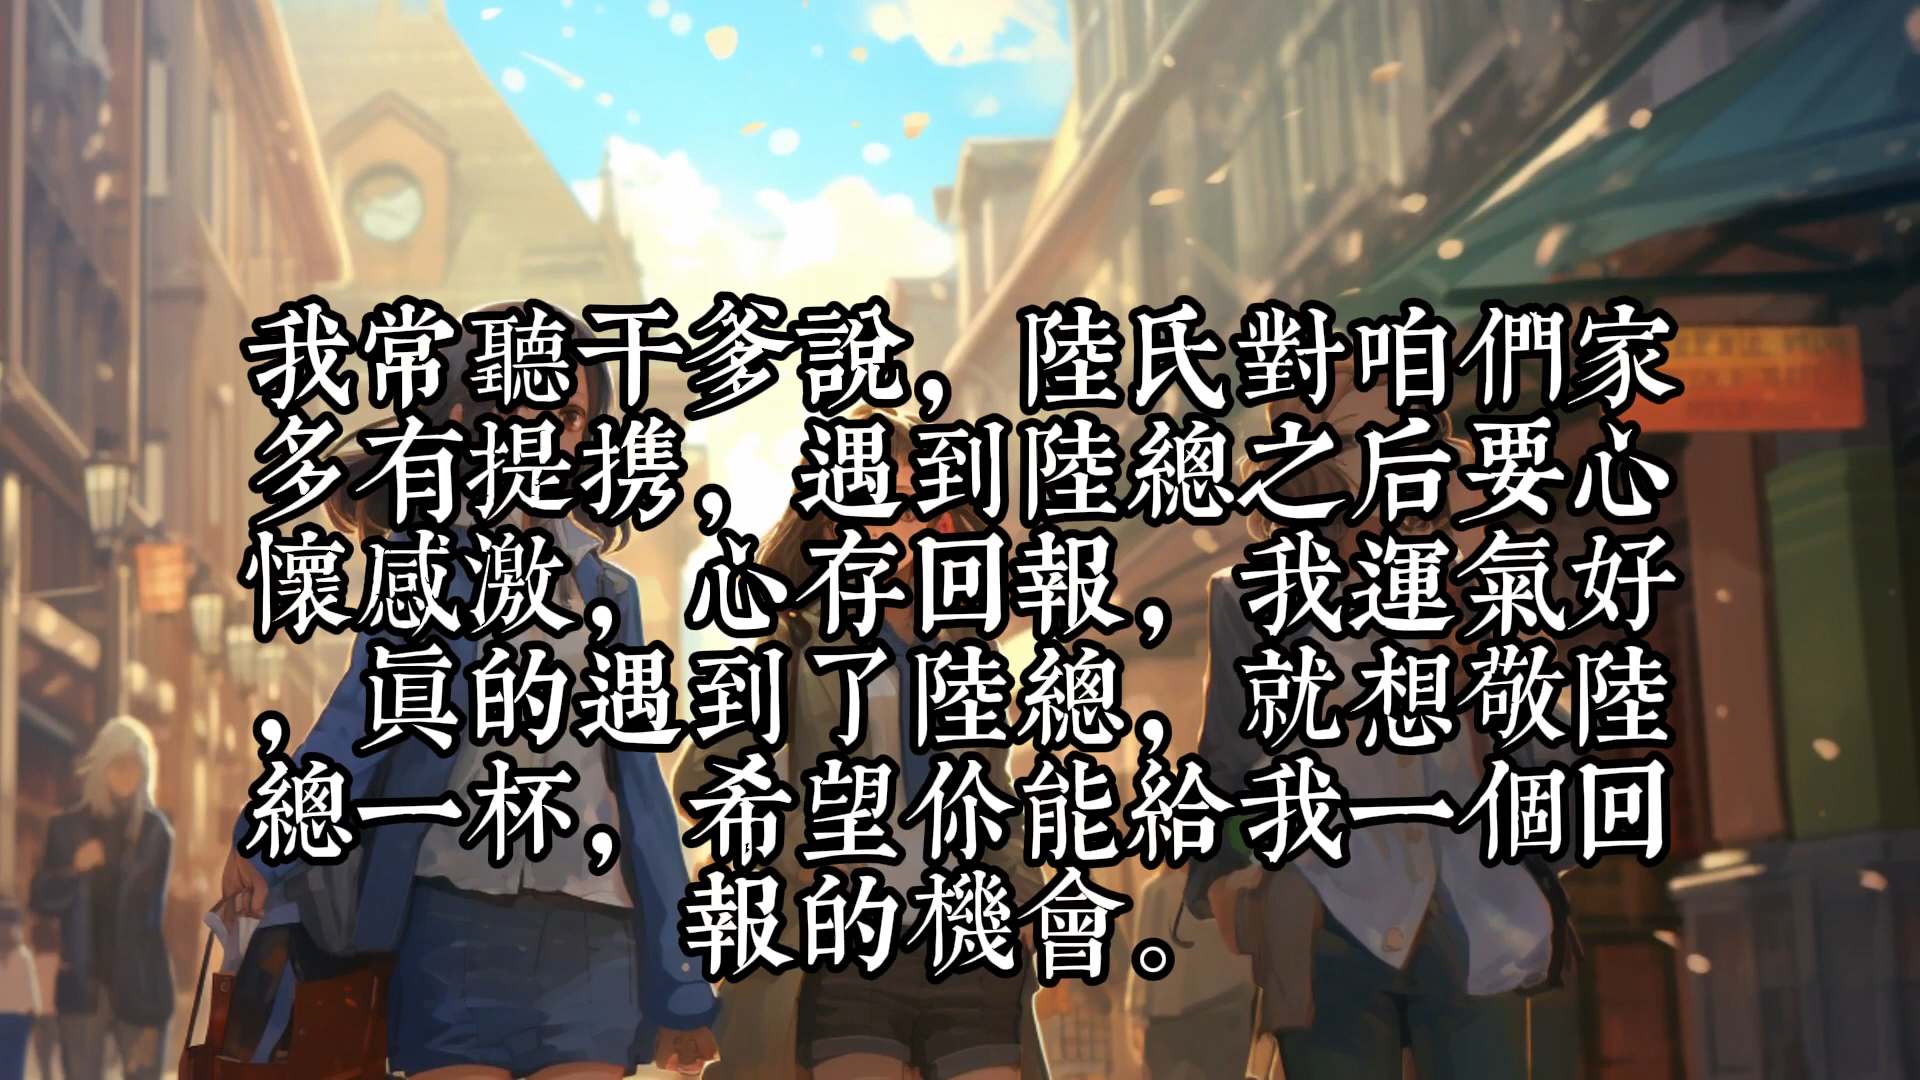 我常聽干爹說，陸氏對咱們家
多有提携，遇到陸總之后要心
懷感激，心存回報，我運氣好
，眞的遇到了陸總，就想敬陸
總一杯，希望你能給我一個回
報的機會。